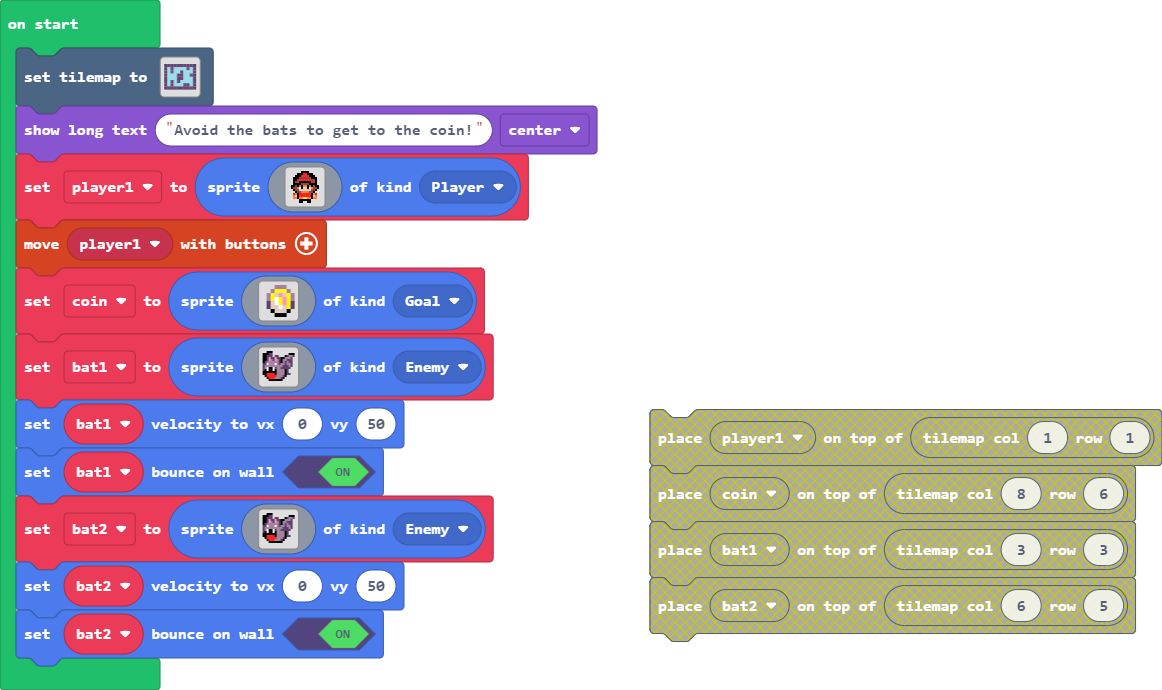 on start
set tilemap to
show long text "Avoid the bats to get to the coin!" center
set player1 to sprite of kind Player
move player1 with buttons
set coin to sprite of kind Goal
set bat1 to sprite of kind Enemy
set bat1 velocity to vx 0 vy 50
set bat1 bounce on wall ON
set bat2 to sprite of kind Enemy
set bat2 velocity to vx 0 vy 50
set bat2 bounce on wall ON
place player1 on top of tilemap col 1 row 1
place coin on top of tilemap col 8 row 6
place bat1 on top of tilemap col 3 row 3
place bat2 on top of tilemap col 6 row 5